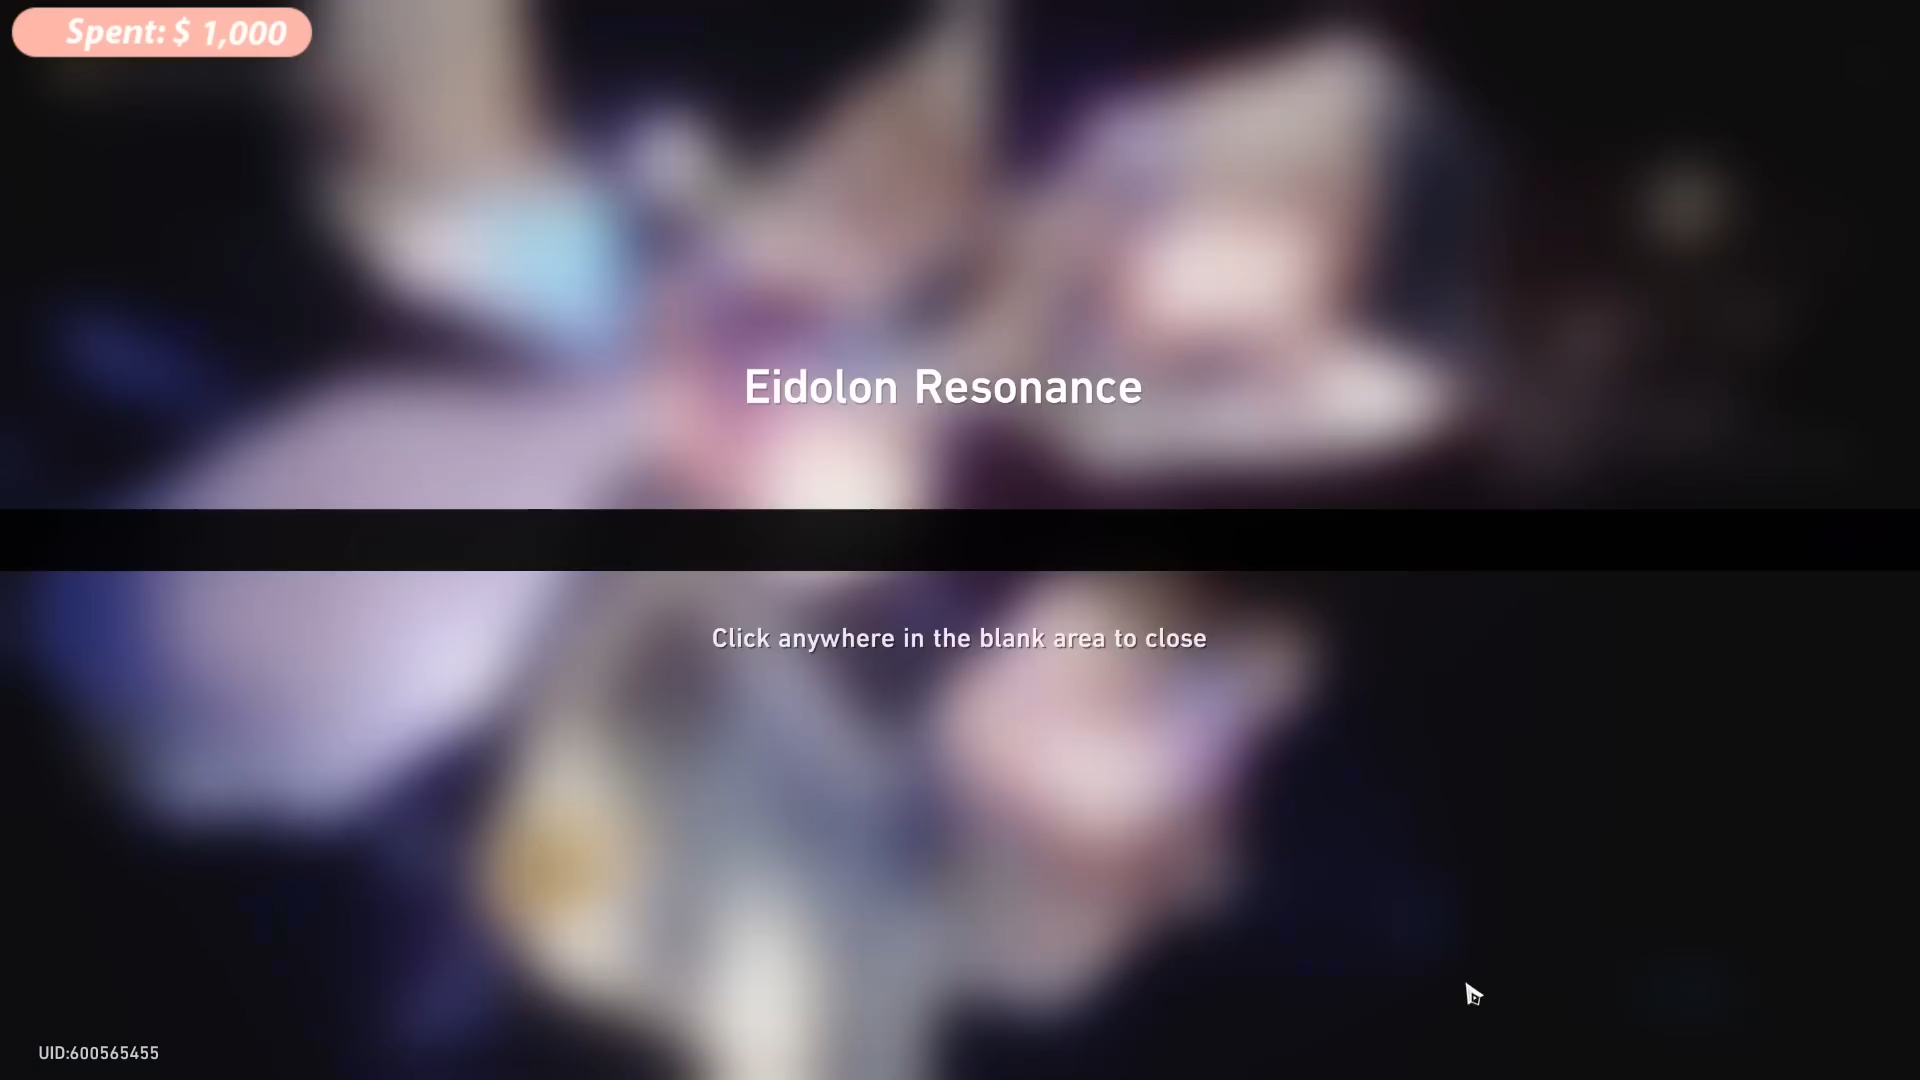 Spent: $ 1,000
Eidolon Resonance
Click anywhere in the blank area to close
UID:600565455